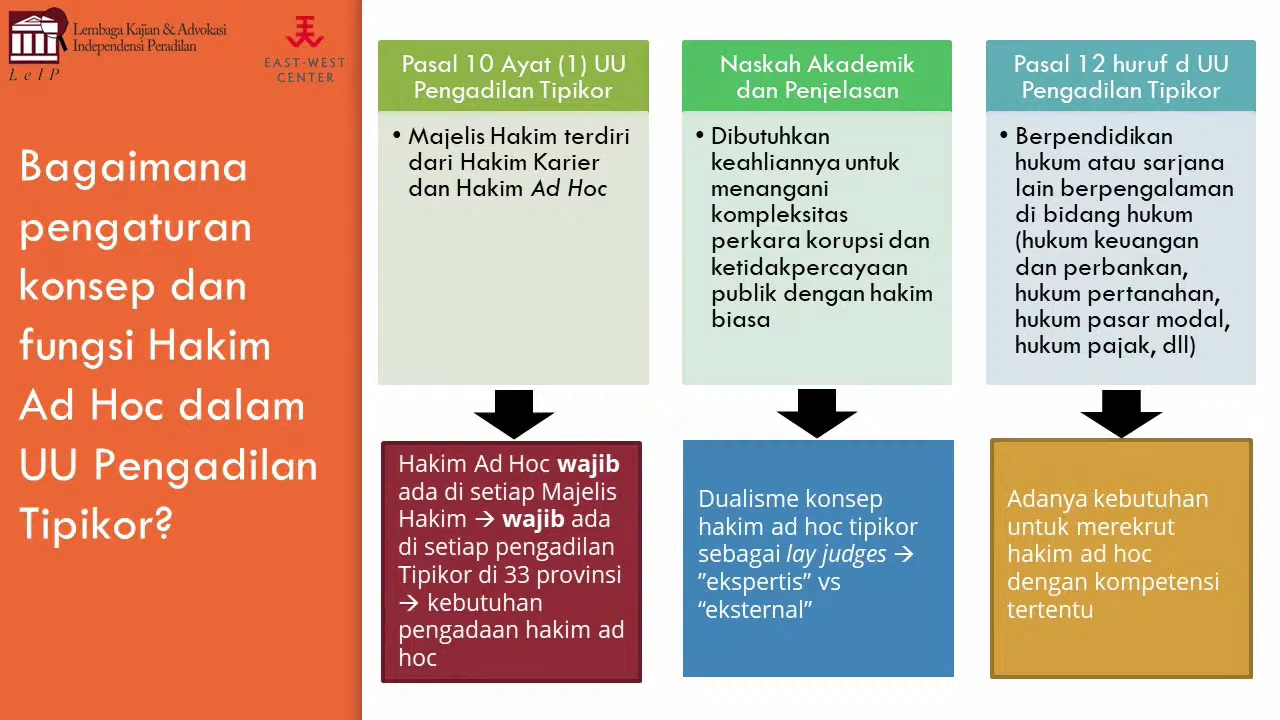 Lembaga Kajian & Advokasi
Independensi Peradilan
LeIP
EAST-WEST
CENTER
Bagaimana
pengaturan
konsep dan
fungsi Hakim
Ad Hoc dalam
UU Pengadilan
Tipikor?
Pasal 10 Ayat (1) UU
Pengadilan Tipikor
• Majelis Hakim terdiri
dari Hakim Karier
dan Hakim Ad Hoc
Hakim Ad Hoc wajib
ada di setiap Majelis
Hakim → wajib ada
di setiap pengadilan
Tipikor di 33 provinsi
→ kebutuhan
pengadaan hakim ad
hoc
Naskah Akademik
dan Penjelasan
• Dibutuhkan
keahliannya untuk
menangani
kompleksitas
perkara korupsi dan
ketidakpercayaan
publik dengan hakim
biasa
Dualisme konsep
hakim ad hoc tipikor
sebagai lay judges →
”ekspertis” vs
“eksternal”
Pasal 12 huruf d UU
Pengadilan Tipikor
• Berpendidikan
hukum atau sarjana
lain berpengalaman
di bidang hukum
(hukum keuangan
dan perbankan,
hukum pertanahan,
hukum pasar modal,
hukum pajak, dll)
Adanya kebutuhan
untuk merekrut
hakim ad hoc
dengan kompetensi
tertentu